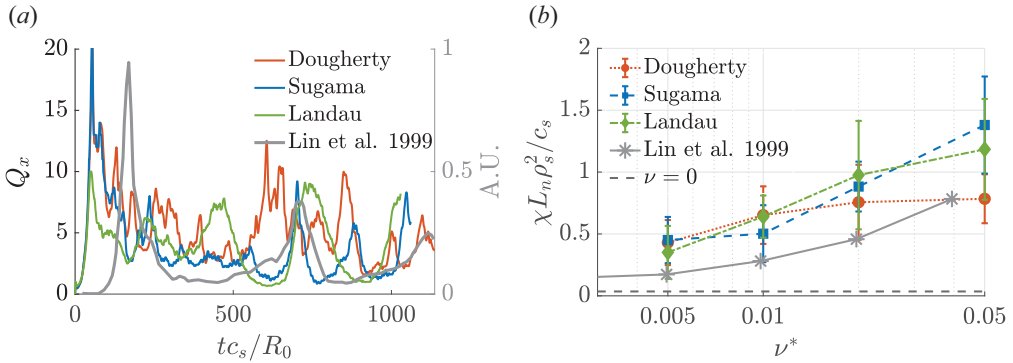 (a)
20
15
10
5
0
Q_x
1
0.5
0
A.U.
Dougherty
Sugama
Landau
Lin et al. 1999
0
500
1000
tc_s/R_0
(b)
2
1.5
1
0.5
0
χL_nρ_s^2/c_s
Dougherty
Sugama
Landau
Lin et al. 1999
ν = 0
0.005
0.01
0.05
ν*